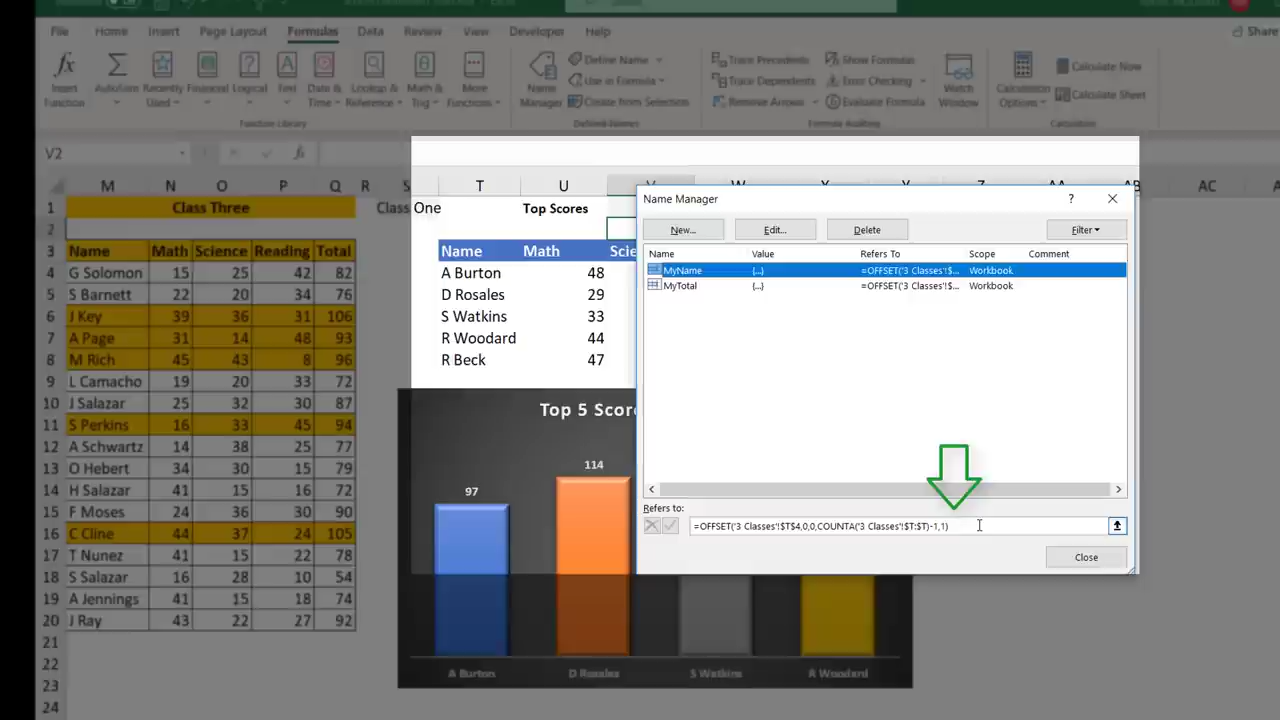 File Home Insert Page Layout Formulas Data Review View Developer Help Share
Insert Function
AutoSum
Recently Used
Financial
Logical
Text
Date & Time
Lookup & Reference
Math & Trig
More Functions
Function Library
Name Manager
Define Name
Use in Formula
Create from Selection
Defined Names
Trace Precedents
Trace Dependents
Remove Arrows
Show Formulas
Error Checking
Evaluate Formula
Formula Auditing
Watch Window
Calculation Options
Calculate Now
Calculate Sheet
Calculation
V2 fx
M N O P Q R S T U V W X Y Z AA AB AC
1 Class Three Class One Top Scores
2
3 Name Math Science Reading Total Name Math Scie
4 G Solomon 15 25 42 82 A Burton 48
5 S Barnett 22 20 34 76 D Rosales 29
6 J Key 39 36 31 106 S Watkins 33
7 A Page 31 14 48 93 R Woodard 44
8 M Rich 45 43 8 96 R Beck 47
9 L Camacho 19 20 33 72
10 J Salazar 25 32 30 87
11 S Perkins 16 33 45 94
12 A Schwartz 14 38 25 77
13 O Hebert 34 30 15 79
14 H Salazar 41 15 16 72
15 F Moses 24 30 36 90
16 C Cline 44 37 24 105
17 T Nunez 41 15 22 78
18 S Salazar 16 28 10 54
19 A Jennings 41 15 18 74
20 J Ray 43 22 27 92
21
22
23
24
Top 5 Scor
97
114
A Burton D Rosales S Watkins R Woodard
Name Manager ?
New... Edit... Delete Filter
Name Value Refers To Scope Comment
MyName {...} =OFFSET('3 Classes'!$... Workbook
MyTotal {...} =OFFSET('3 Classes'!$... Workbook
Refers to:
=OFFSET('3 Classes'!$T$4,0,0,COUNTA('3 Classes'!$T:$T)-1,1)
Close